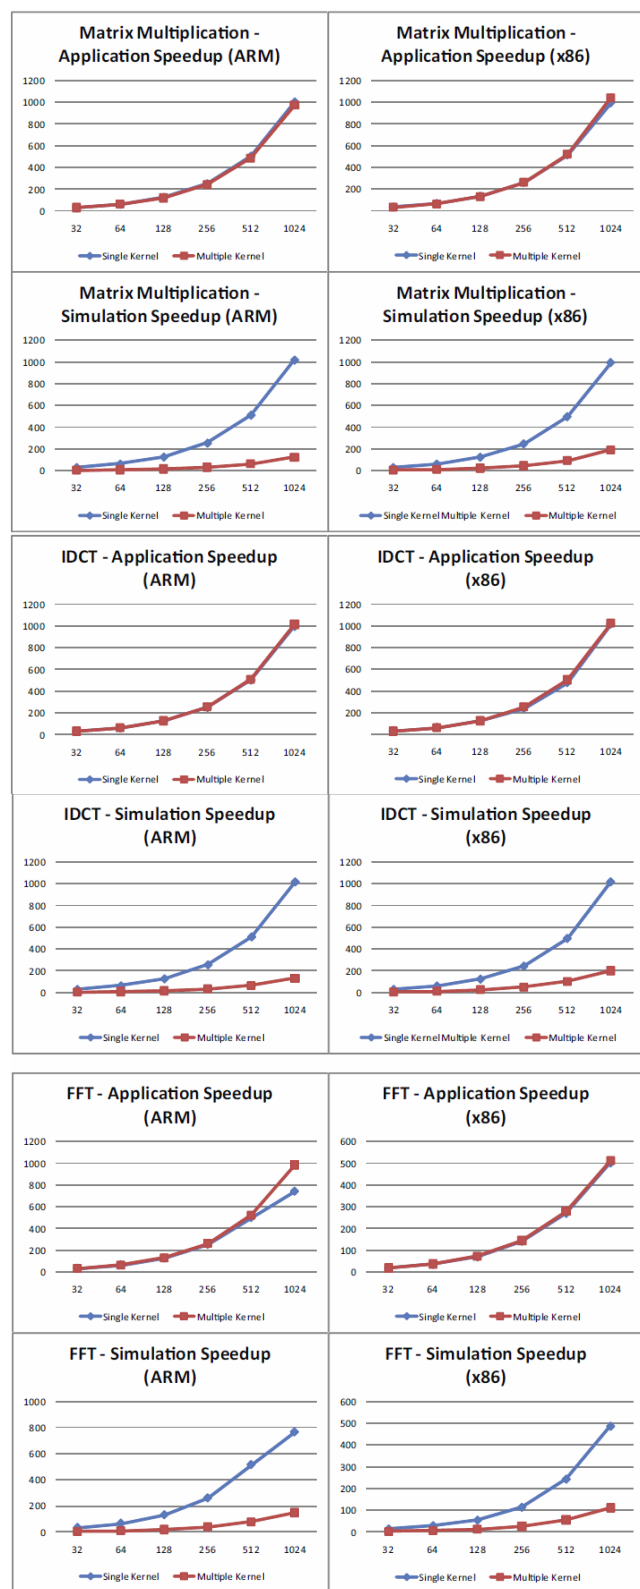 Matrix Multiplication -
Application Speedup (ARM)
1200
1000
800
600
400
200
0
32 64 128 256 512 1024
Single Kernel Multiple Kernel
Matrix Multiplication -
Application Speedup (x86)
1200
1000
800
600
400
200
32 64 128 256 512 1024
Single Kernel Multiple Kernel
Matrix Multiplication -
Simulation Speedup (ARM)
1200
1000
800
600
400
200
0
32 64 128 256 512 1024
Single Kernel Multiple Kernel
Matrix Multiplication -
Simulation Speedup (x86)
1200
1000
800
600
400
200
0
32 64 128 256 512 1024
Single Kernel Multiple Kernel Multiple Kernel
IDCT - Application Speedup
(ARM)
1200
1000
800
600
400
200
0
32 64 128 256 512 1024
Single Kernel Multiple Kernel
IDCT - Application Speedup
(x86)
1200
1000
800
600
400
200
32 64 128 256 512 1024
Single Kernel Multiple Kernel
IDCT - Simulation Speedup
(ARM)
1200
1000
800
600
400
200
0
32 64 128 256 512 1024
Single Kernel Multiple Kernel
IDCT - Simulation Speedup
(x86)
1200
1000
800
600
400
200
0
32 64 128 256 512 1024
Single Kernel Multiple Kernel Multiple Kernel
FFT - Application Speedup
(ARM)
1200
1000
800
600
400
200
0
32 64 128 256 512 1024
Single Kernel Multiple Kernel
FFT - Application Speedup
(x86)
600
500
400
300
200
100
0
32 64 128 256 512 1024
Single Kernel Multiple Kernel
FFT - Simulation Speedup
(ARM)
1000
800
600
400
200
0
32 64 128 256 512 1024
Single Kernel Multiple Kernel
FFT - Simulation Speedup
(x86)
600
500
400
300
200
100
0
32 64 128 256 512 1024
Single Kernel Multiple Kernel